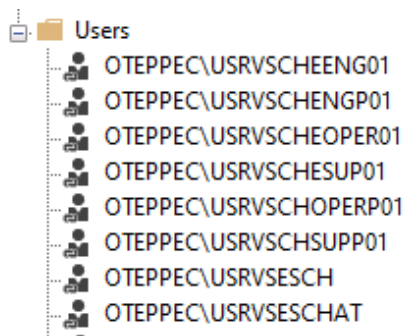 Users
OTEPPEC\USRVSCHEENG01
OTEPPEC\USRVSCHENGP01
OTEPPEC\USRVSCHEOPER01
OTEPPEC\USRVSCHESUP01
OTEPPEC\USRVSCHOPERP01
OTEPPEC\USRVSCHSUPP01
OTEPPEC\USRVSESCH
OTEPPEC\USRVSESCHAT